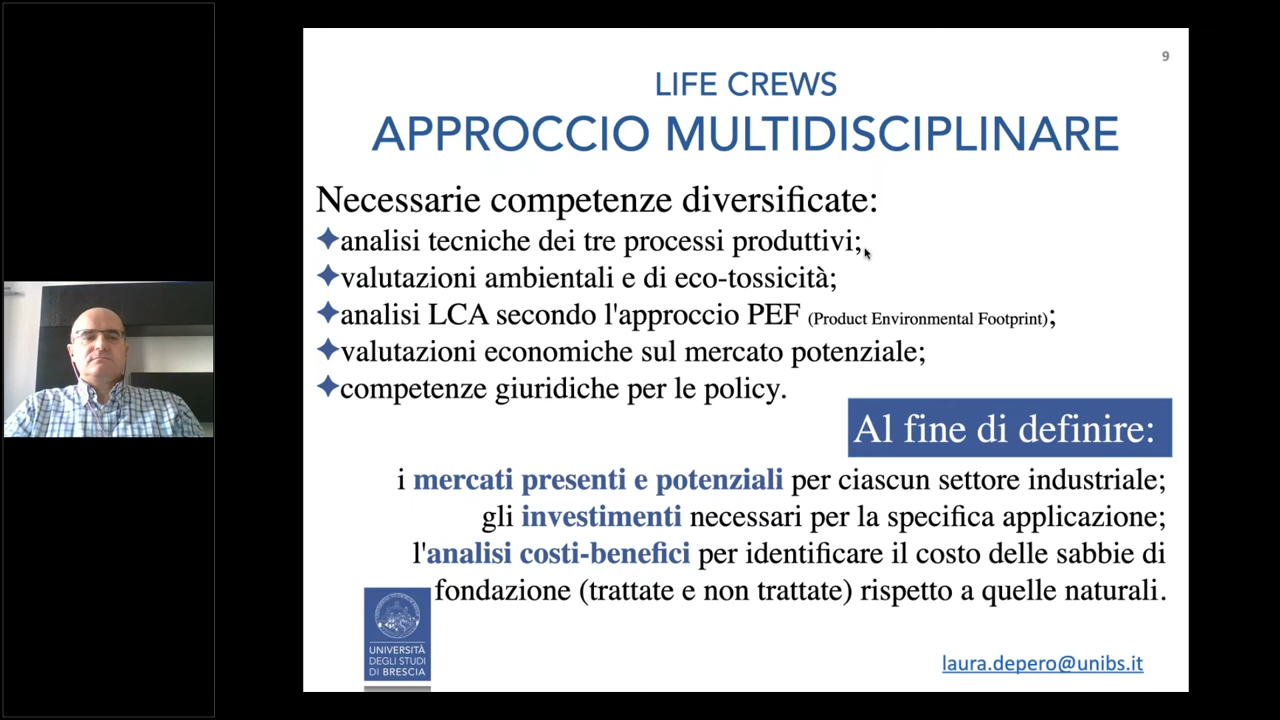 9
LIFE CREWS
APPROCCIO MULTIDISCIPLINARE
Necessarie competenze diversificate:
✦analisi tecniche dei tre processi produttivi;
✦valutazioni ambientali e di eco-tossicità;
✦analisi LCA secondo l'approccio PEF (Product Environmental Footprint);
✦valutazioni economiche sul mercato potenziale;
✦competenze giuridiche per le policy.
Al fine di definire:
i mercati presenti e potenziali per ciascun settore industriale;
gli investimenti necessari per la specifica applicazione;
l'analisi costi-benefici per identificare il costo delle sabbie di
fondazione (trattate e non trattate) rispetto a quelle naturali.
UNIVERSITÀ
DEGLI STUDI
DI BRESCIA
laura.depero@unibs.it